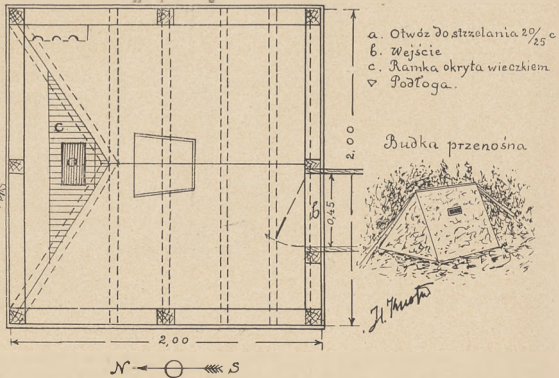 a. Otwór do strzelania 20/25 c
b. Wejście
c. Ramka okryta wieczkiem
▽ Podłoga.
Budka przenośna
c
a
b
0,45
2,00
2,00
N S